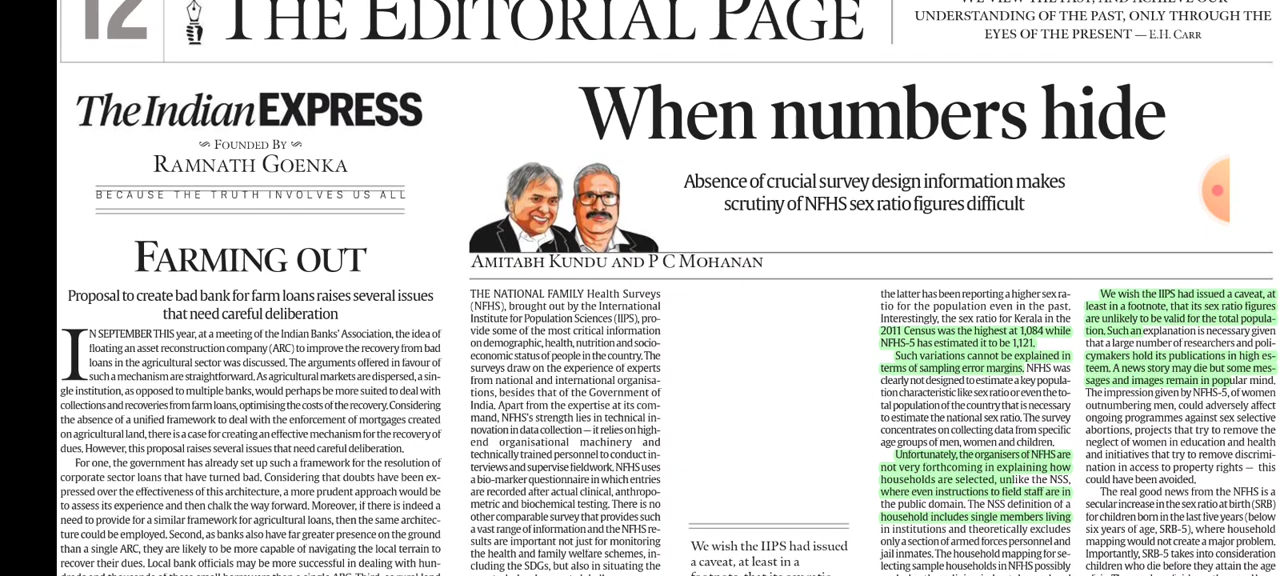 12
THE EDITORIAL PAGE
UNDERSTANDING OF THE PAST, ONLY THROUGH THE
EYES OF THE PRESENT — E.H. CARR
The Indian EXPRESS
FOUNDED BY
RAMNATH GOENKA
BECAUSE THE TRUTH INVOLVES US ALL
FARMING OUT
Proposal to create bad bank for farm loans raises several issues
that need careful deliberation
IN SEPTEMBER THIS year, at a meeting of the Indian Banks' Association, the idea of
floating an asset reconstruction company (ARC) to improve the recovery from bad
loans in the agricultural sector was discussed. The arguments offered in favour of
such a mechanism are straightforward. As agricultural markets are dispersed, a sin-
gle institution, as opposed to multiple banks, would perhaps be more suited to deal with
collections and recoveries from farm loans, optimising the costs of the recovery. Considering
the absence of a unified framework to deal with the enforcement of mortgages created
on agricultural land, there is a case for creating an effective mechanism for the recovery of
dues. However, this proposal raises several issues that need careful deliberation.
For one, the government has already set up such a framework for the resolution of
corporate sector loans that have turned bad. Considering that doubts have been ex-
pressed over the effectiveness of this architecture, a more prudent approach would be
to assess its experience and then chalk the way forward. Moreover, if there is indeed a
need to provide for a similar framework for agricultural loans, then the same architec-
ture could be employed. Second, as banks also have far greater presence on the ground
than a single ARC, they are likely to be more capable of navigating the local terrain to
recover their dues. Local bank officials may be more successful in dealing with hun-
When numbers hide
Absence of crucial survey design information makes
scrutiny of NFHS sex ratio figures difficult
AMITABH KUNDU AND P C MOHANAN
THE NATIONAL FAMILY Health Surveys
(NFHS), brought out by the International
Institute for Population Sciences (IIPS), pro-
vide some of the most critical information
on demographic, health, nutrition and socio-
economic status of people in the country. The
surveys draw on the experience of experts
from national and international organisa-
tions, besides that of the Government of
India. Apart from the expertise at its com-
mand, NFHS's strength lies in technical in-
novation in data collection — it relies on high-
end organisational machinery and
technically trained personnel to conduct in-
terviews and supervise fieldwork. NFHS uses
a bio-marker questionnaire in which entries
are recorded after actual clinical, anthropo-
metric and biochemical testing. There is no
other comparable survey that provides such
a vast range of information and the NFHS re-
sults are important not just for monitoring
the health and family welfare schemes, in-
cluding the SDGs, but also in situating the
We wish the IIPS had issued
a caveat, at least in a
the latter has been reporting a higher sex ra-
tio for the population even in the past.
Interestingly, the sex ratio for Kerala in the
2011 Census was the highest at 1,084 while
NFHS-5 has estimated it to be 1,121.
Such variations cannot be explained in
terms of sampling error margins. NFHS was
clearly not designed to estimate a key popula-
tion characteristic like sex ratio or even the to-
tal population of the country that is necessary
to estimate the national sex ratio. The survey
concentrates on collecting data from specific
age groups of men, women and children.
Unfortunately, the organisers of NFHS are
not very forthcoming in explaining how
households are selected, unlike the NSS,
where even instructions to field staff are in
the public domain. The NSS definition of a
household includes single members living
in institutions and theoretically excludes
only a section of armed forces personnel and
jail inmates. The household mapping for se-
lecting sample households in NFHS possibly
We wish the IIPS had issued a caveat, at
least in a footnote, that its sex ratio figures
are unlikely to be valid for the total popula-
tion. Such an explanation is necessary given
that a large number of researchers and poli-
cymakers hold its publications in high es-
teem. A news story may die but some mes-
sages and images remain in popular mind.
The impression given by NFHS-5, of women
outnumbering men, could adversely affect
ongoing programmes against sex selective
abortions, projects that try to remove the
neglect of women in education and health
and initiatives that try to remove discrimi-
nation in access to property rights — this
could have been avoided.
The real good news from the NFHS is a
secular increase in the sex ratio at birth (SRB)
for children born in the last five years (below
six years of age, SRB-5), where household
mapping would not create a major problem.
Importantly, SRB-5 takes into consideration
children who die before they attain the age